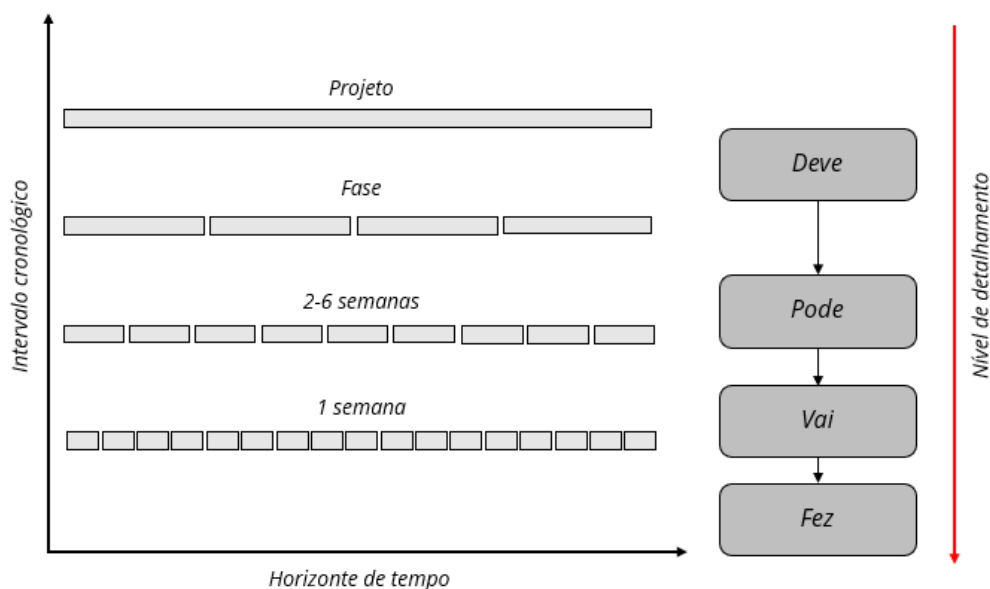 Projeto
Deve
Fase
Intervalo cronológico
Nível de detalhamento
2-6 semanas
Pode
1 semana
Vai
Fez
Horizonte de tempo